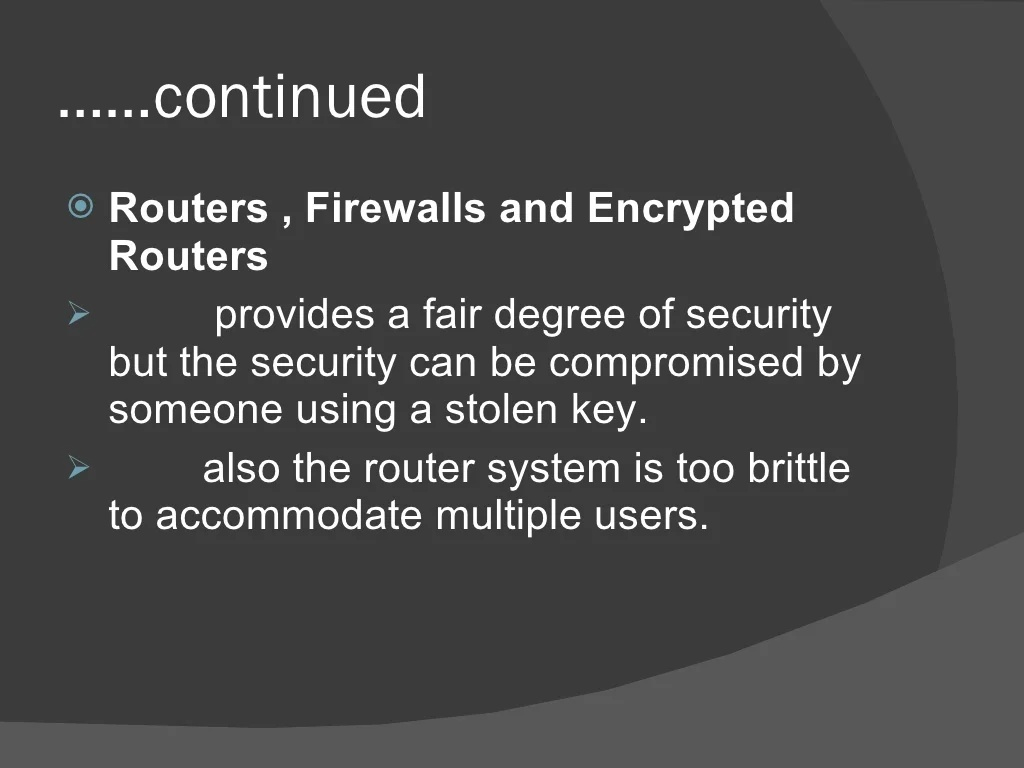 ......continued
Routers , Firewalls and Encrypted
Routers
provides a fair degree of security
but the security can be compromised by
someone using a stolen key.
also the router system is too brittle
to accommodate multiple users.